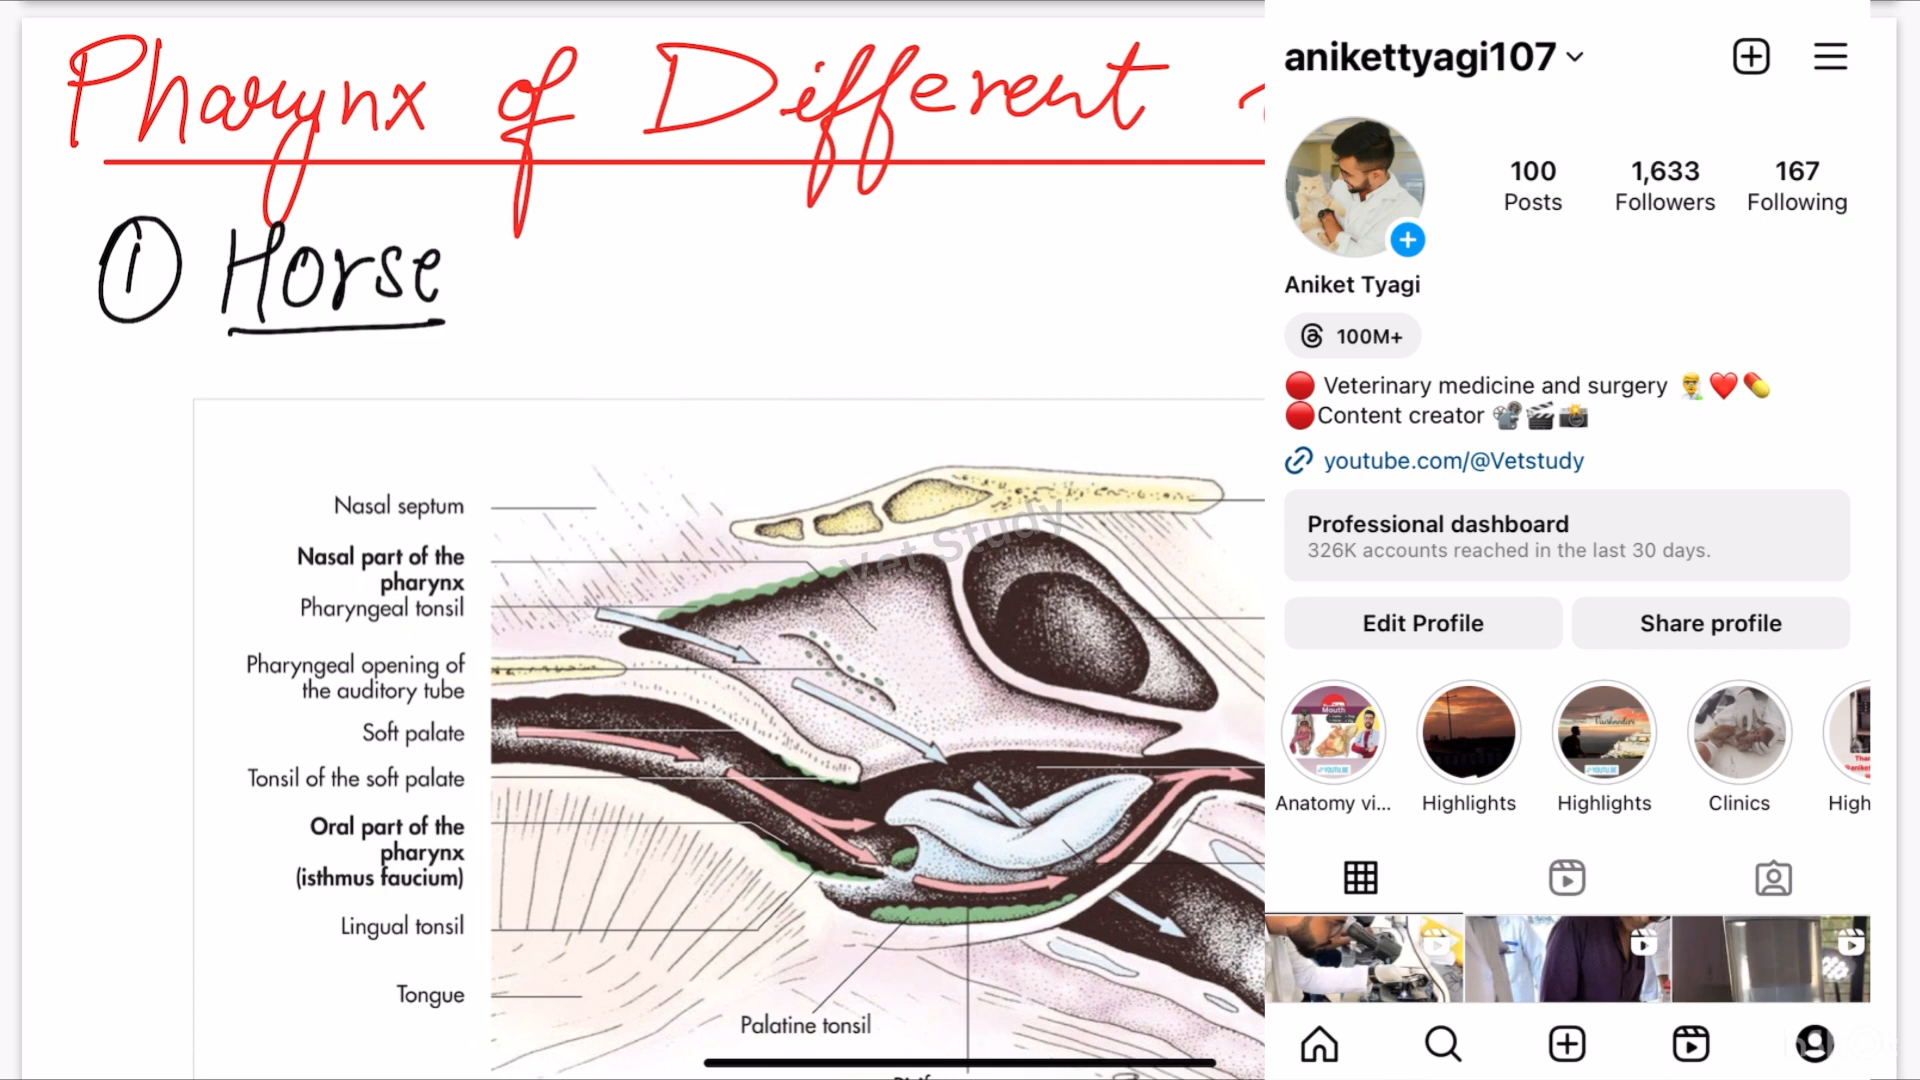 Pharynx of Different
① Horse
Nasal septum
Nasal part of the
pharynx
Pharyngeal tonsil
Pharyngeal opening of
the auditory tube
Soft palate
Tonsil of the soft palate
Oral part of the
pharynx
(isthmus faucium)
Lingual tonsil
Tongue
Palatine tonsil
Vet Study
anikettyagi107
100
Posts
1,633
Followers
167
Following
Aniket Tyagi
100M+
🔴 Veterinary medicine and surgery 👨‍⚕️❤️💊
🔴Content creator 📽️🎬📸
youtube.com/@Vetstudy
Professional dashboard
326K accounts reached in the last 30 days.
Edit Profile
Share profile
Mouth
Anatomy vi...
Highlights
Highlights
Clinics
High